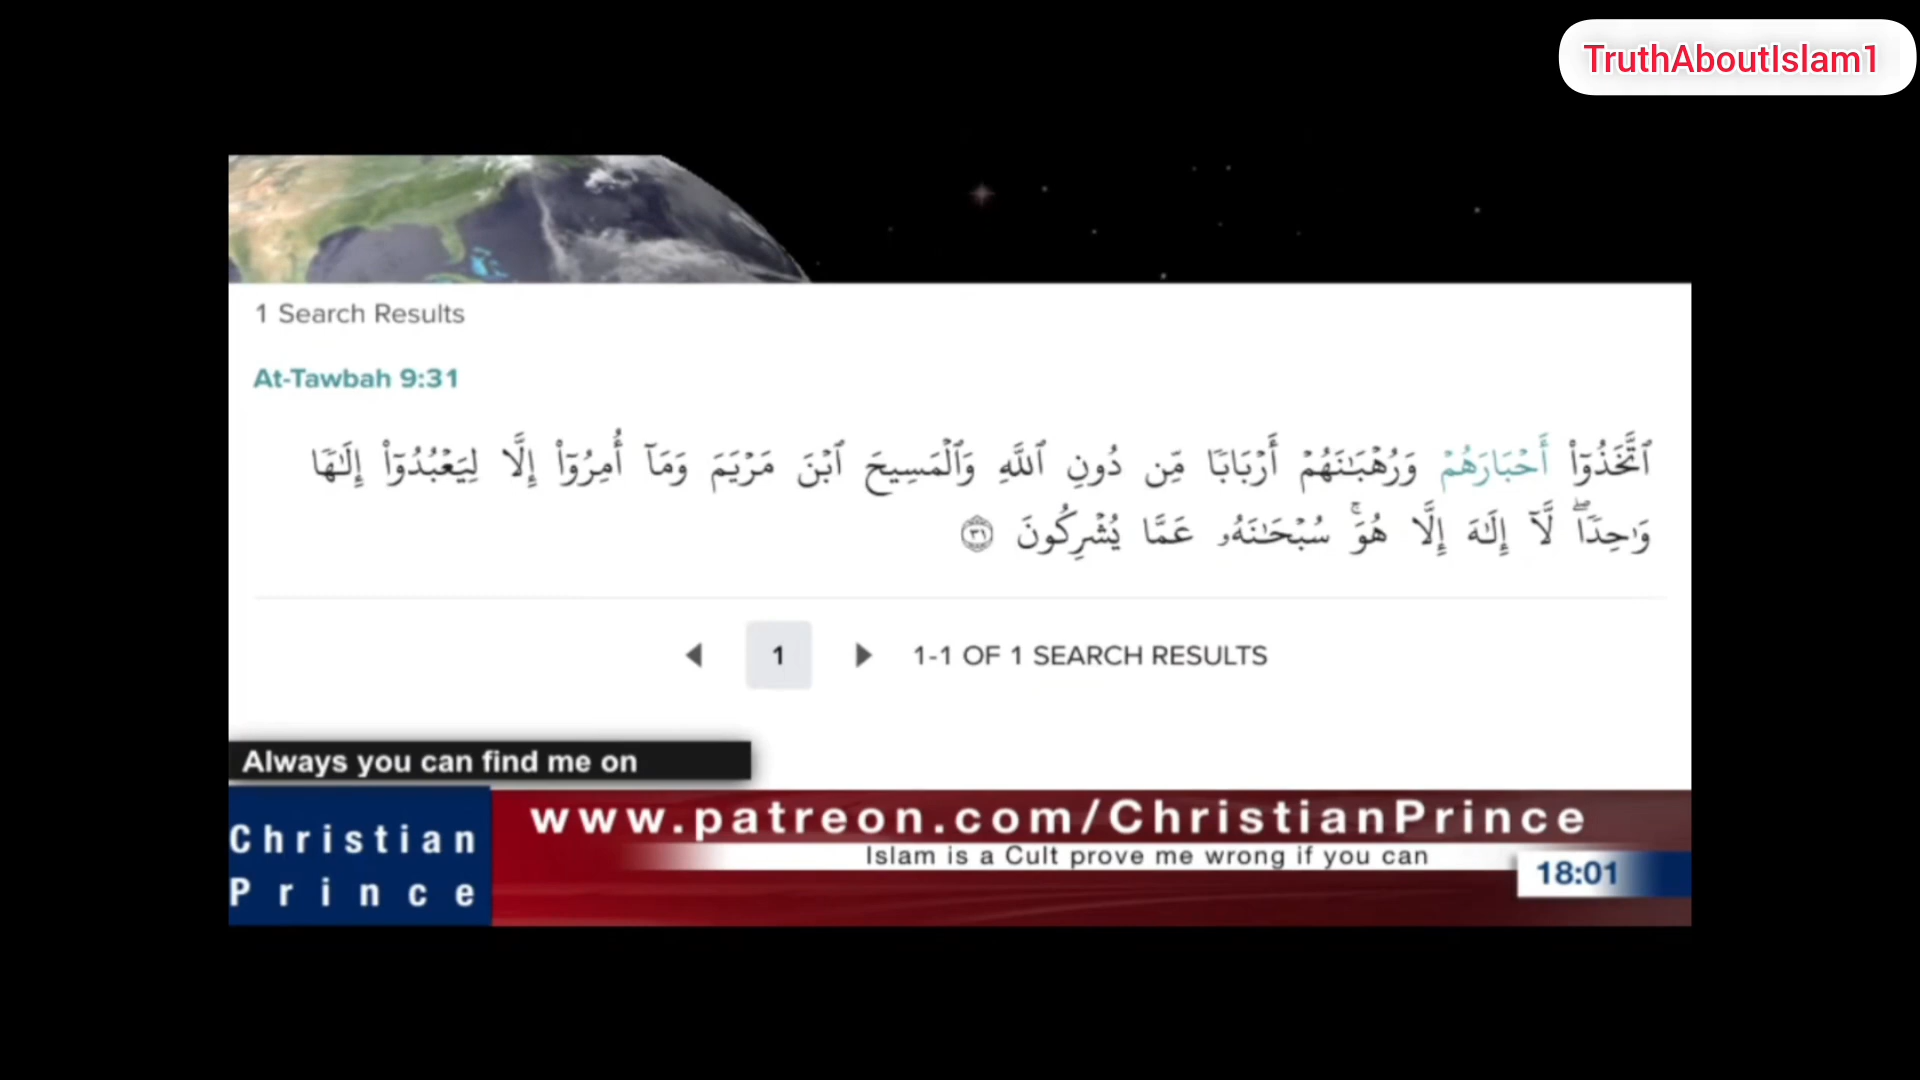 TruthAboutIslam1
1 Search Results
At-Tawbah 9:31
ٱتَّخَذُوٓا۟ أَحْبَارَهُمْ وَرُهْبَـٰنَهُمْ أَرْبَابًا مِّن دُونِ ٱللَّهِ وَٱلْمَسِيحَ ٱبْنَ مَرْيَمَ وَمَآ أُمِرُوٓا۟ إِلَّا لِيَعْبُدُوٓا۟ إِلَـٰهًا
وَٰحِدًا ۖ لَّآ إِلَـٰهَ إِلَّا هُوَ ۚ سُبْحَـٰنَهُۥ عَمَّا يُشْرِكُونَ ٣١
1
1-1 OF 1 SEARCH RESULTS
Always you can find me on
www.patreon.com/ChristianPrince
Christian
Prince
Islam is a Cult prove me wrong if you can
18:01